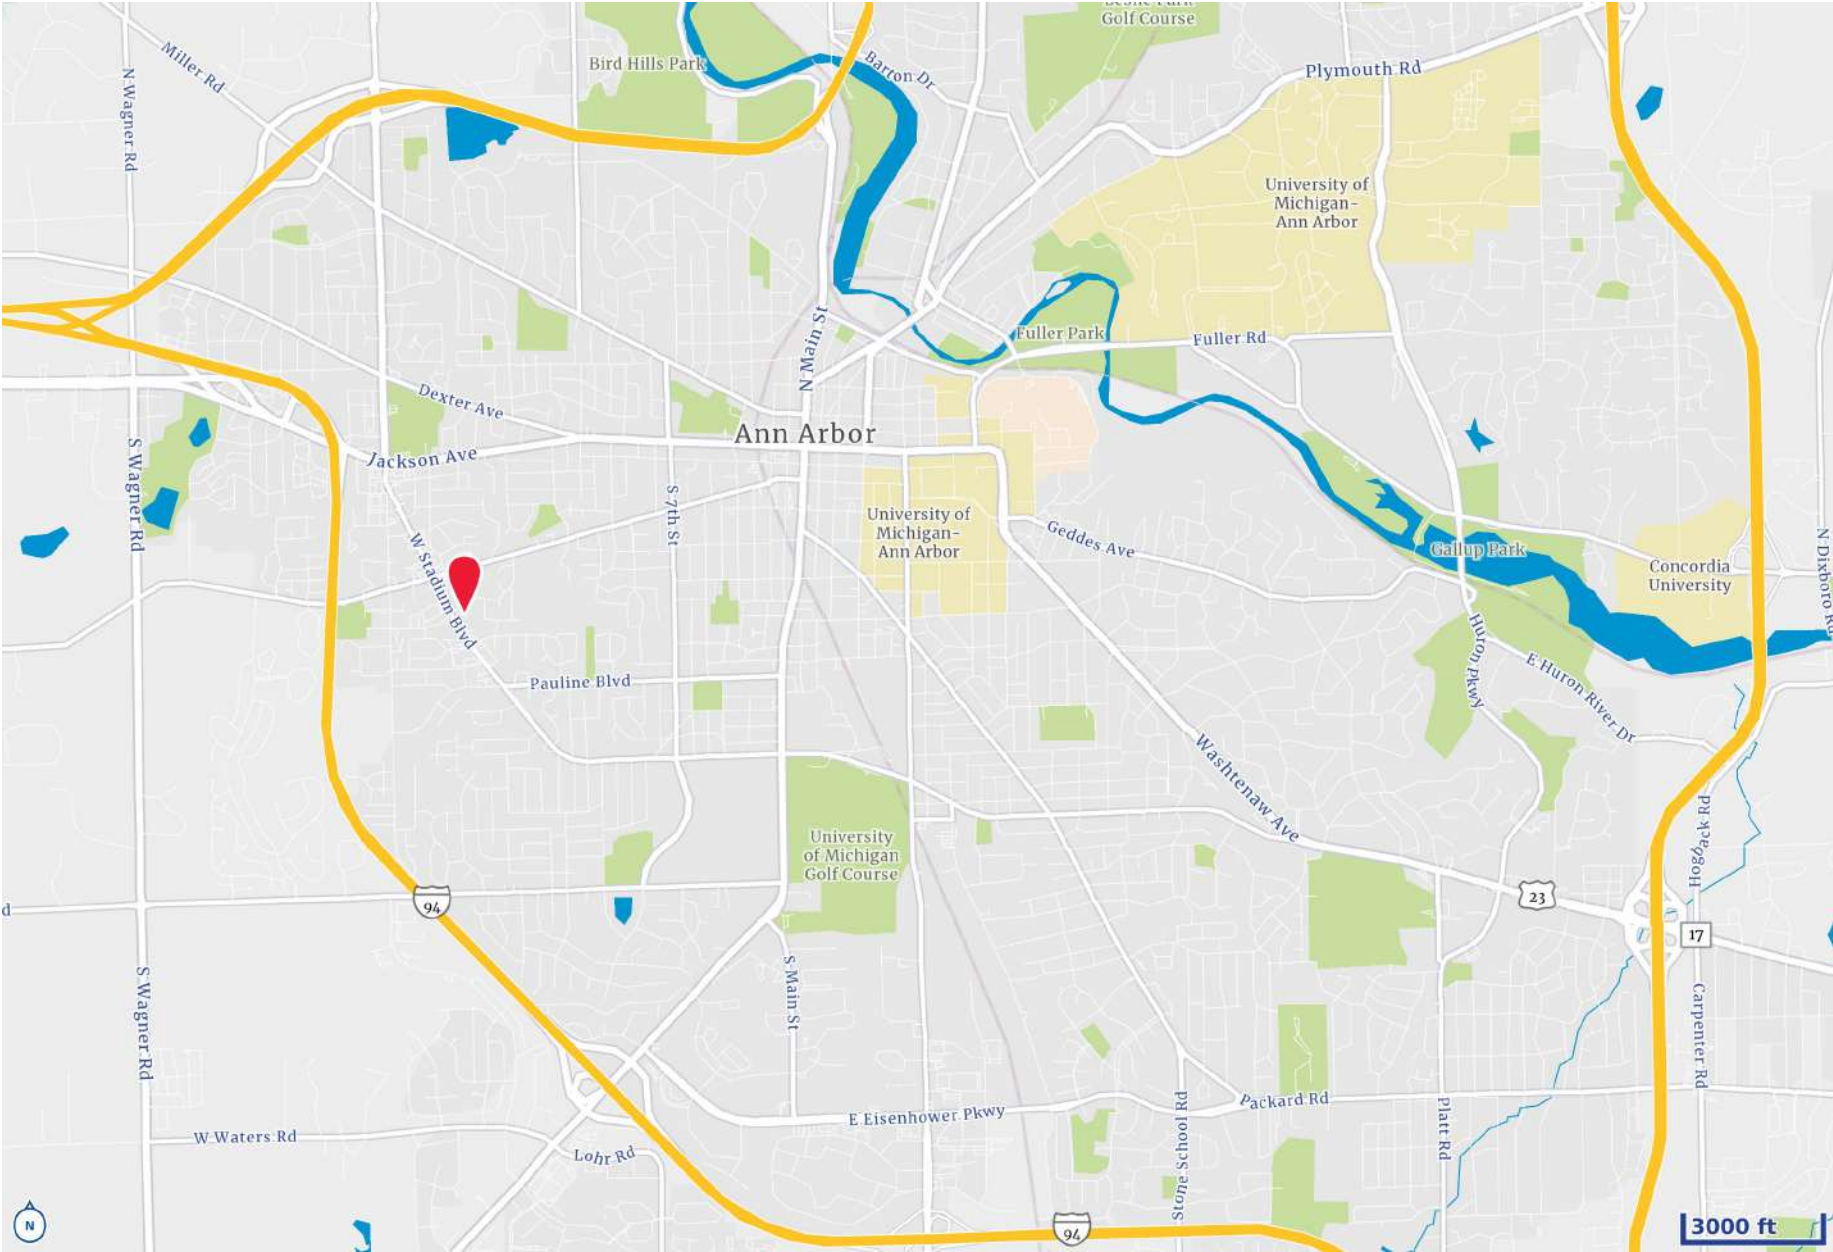 Leslie Park
Golf Course
Miller Rd
N Wagner Rd
Bird Hills Park
Barton Dr
Plymouth Rd
University of
Michigan-
Ann Arbor
N Main St
Fuller Park
Fuller Rd
Dexter Ave
Ann Arbor
Jackson Ave
S Wagner Rd
S 7th St
W Stadium Blvd
University of
Michigan-
Ann Arbor
Geddes Ave
Gallup Park
Concordia
University
N Dixboro Rd
Huron Pkwy
E Huron River Dr
Pauline Blvd
Washtenaw Ave
Hogback Rd
University
of Michigan
Golf Course
94
23
17
d
S Wagner Rd
S Main St
Carpenter Rd
E Eisenhower Pkwy
Packard Rd
Stone School Rd
Platt Rd
W Waters Rd
Lohr Rd
N
94
3000 ft